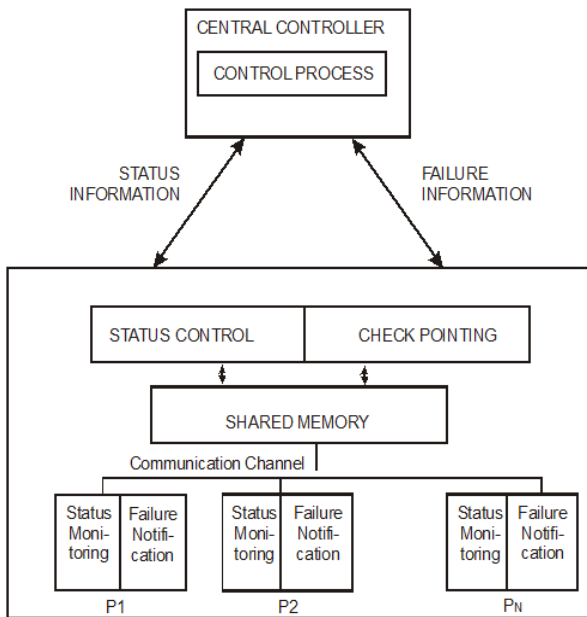 CENTRAL CONTROLLER
CONTROL PROCESS
STATUS
INFORMATION
FAILURE
INFORMATION
STATUS CONTROL
CHECK POINTING
SHARED MEMORY
Communication Channel
Status
Moni-
toring
Failure
Notifi-
cation
Status
Moni-
toring
Failure
Notifi-
cation
Status
Moni-
toring
Failure
Notifi-
cation
P1
P2
PN